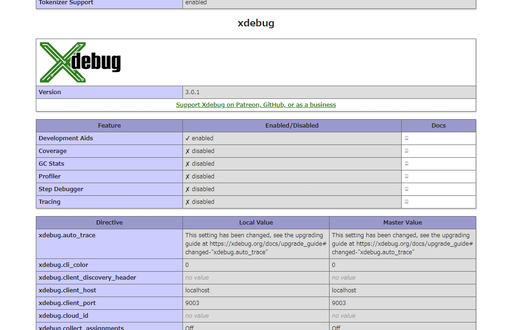 Tokenizer Support enabled
xdebug
Xdebug
Version 3.0.1
Support Xdebug on Patreon, GitHub, or as a business
Feature Enabled/Disabled Docs
Development Aids ✓ enabled
Coverage ✗ disabled
GC Stats ✗ disabled
Profiler ✗ disabled
Step Debugger ✗ disabled
Tracing ✗ disabled
Directive Local Value Master Value
xdebug.auto_trace This setting has been changed, see the upgrading guide at https://xdebug.org/docs/upgrade_guide#changed-"xdebug.auto_trace" This setting has been changed, see the upgrading guide at https://xdebug.org/docs/upgrade_guide#changed-"xdebug.auto_trace"
xdebug.cli_color 0 0
xdebug.client_discovery_header no value no value
xdebug.client_host localhost localhost
xdebug.client_port 9003 9003
xdebug.cloud_id no value no value
xdebug.collect_assignments Off Off